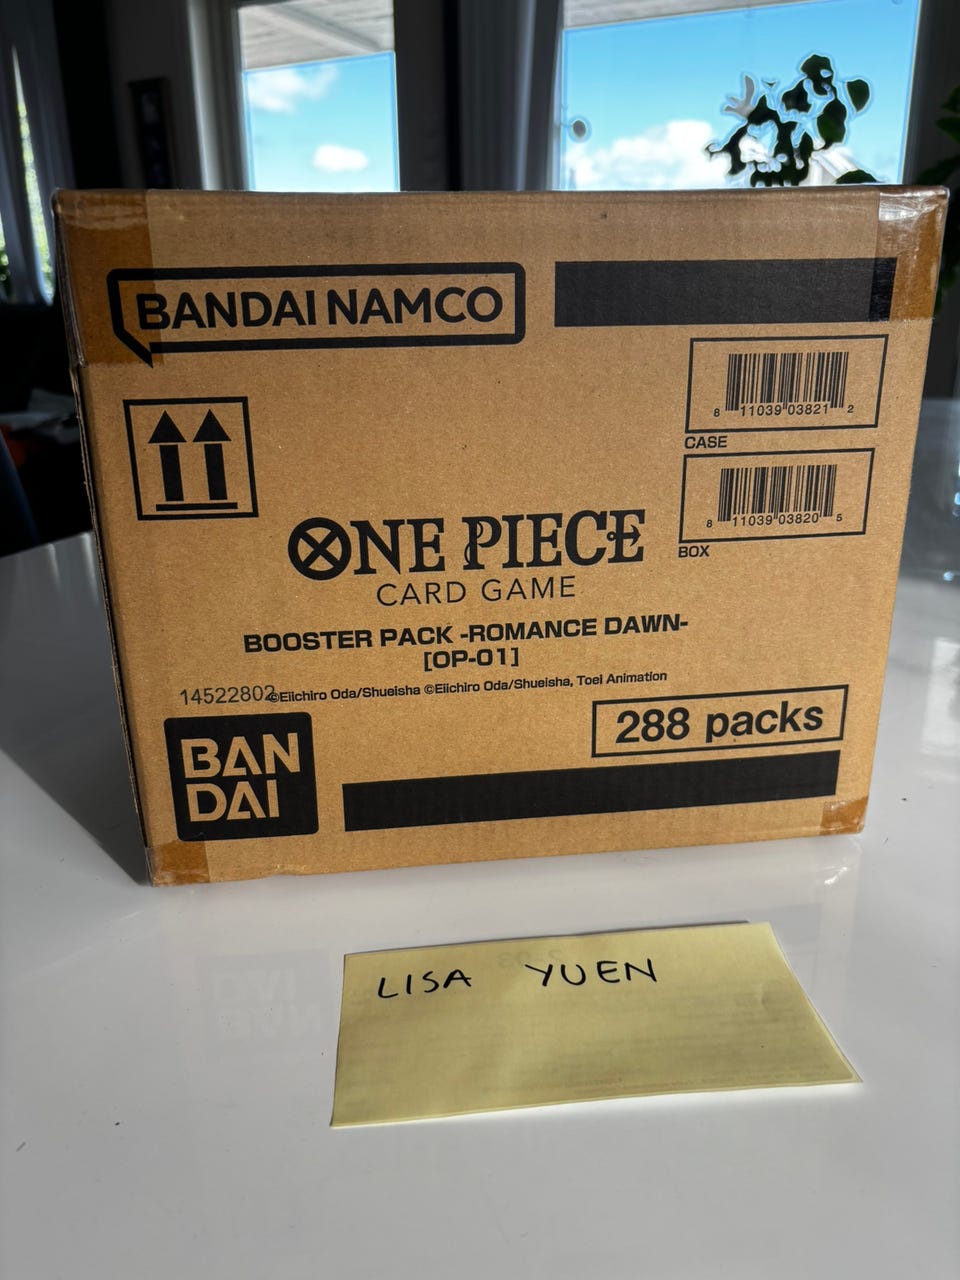 BANDAI NAMCO
8 11039 03821 2
CASE
8 11039 03820 5
BOX
ONE PIECE
CARD GAME
BOOSTER PACK -ROMANCE DAWN-
[OP-01]
14522802
©Eiichiro Oda/Shueisha ©Eiichiro Oda/Shueisha, Toei Animation
288 packs
BAN
DAI
LISA YUEN